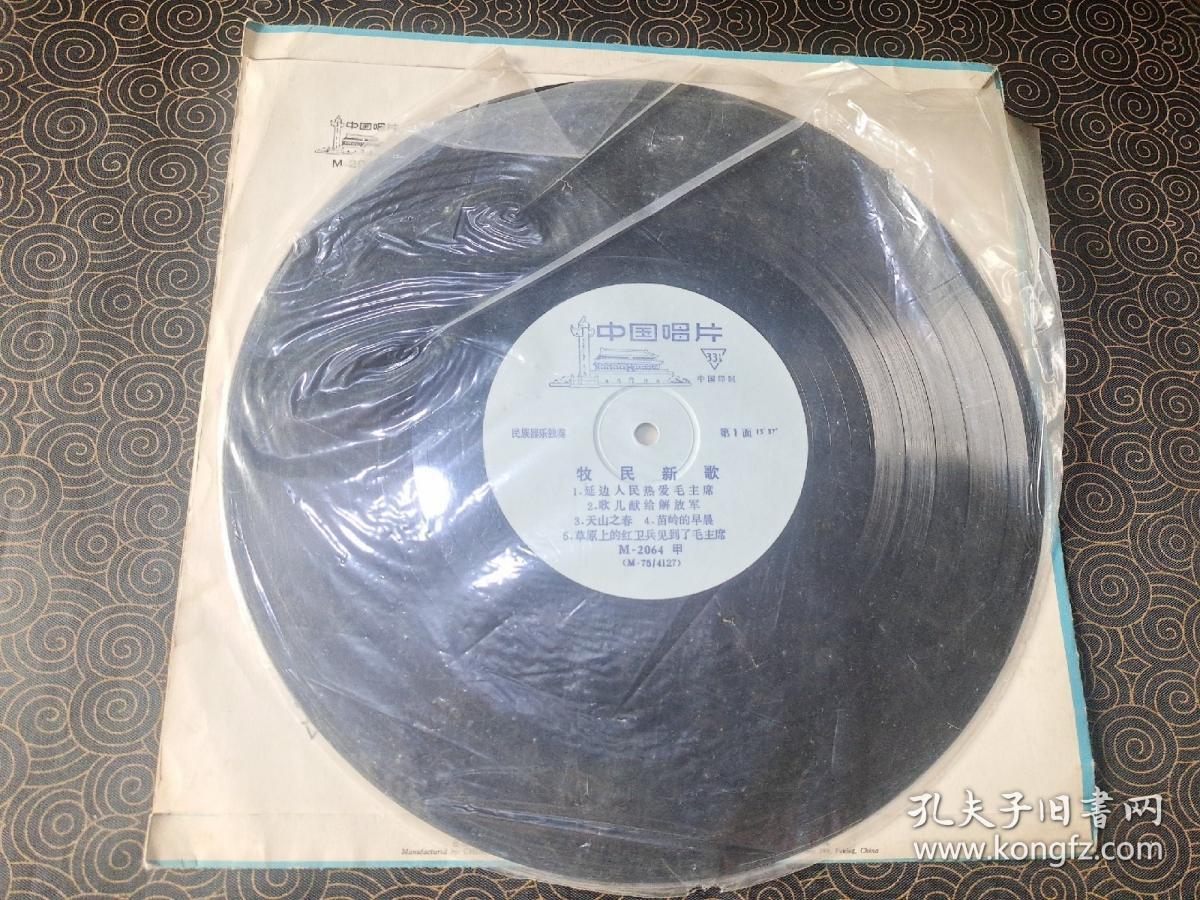 中国唱片
M-20
中国唱片
33⅓
中国印制
民族器乐独奏 第1面 15′37″
牧民新歌
1.延边人民热爱毛主席
2.歌儿献给解放军
3.天山之春 4.苗岭的早晨
5.草原上的红卫兵见到了毛主席
M-2064 甲
(M-75/4127)
Manufactured by Peking, China
孔夫子旧書网
www.kongfz.com